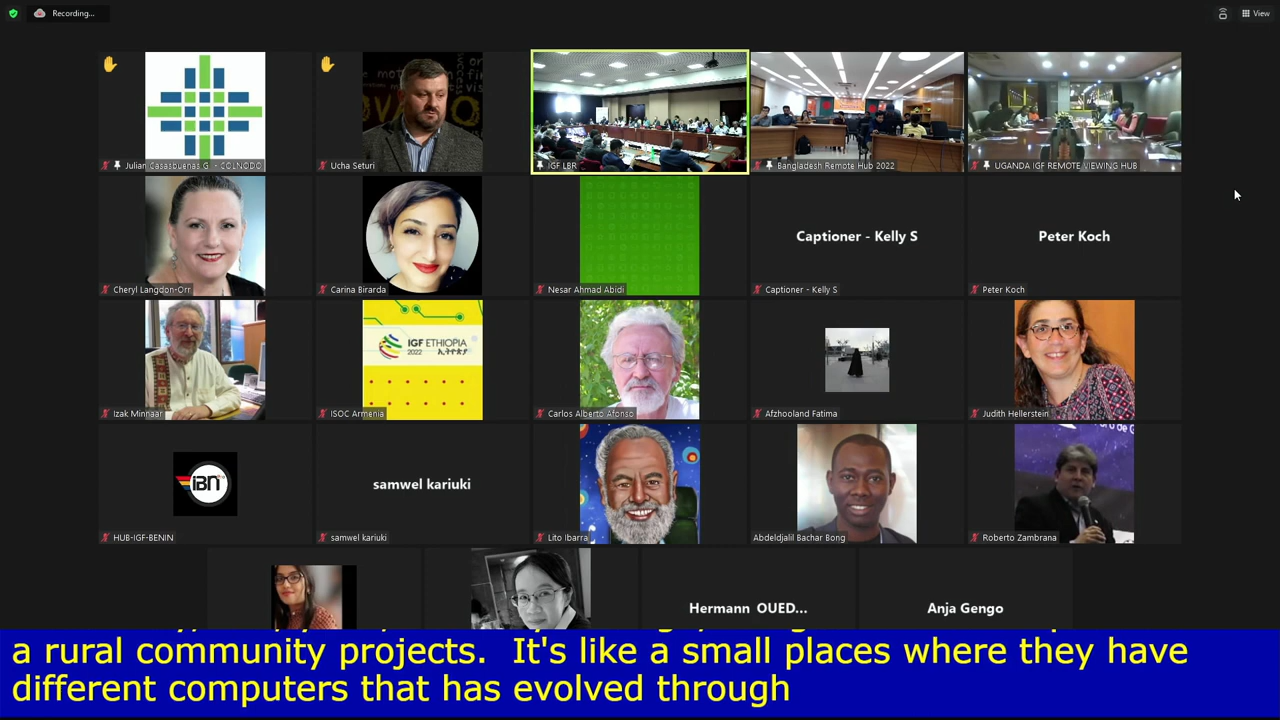 Recording...
View
Julian Casasbuenas G. - COLNODO
Ucha Seturi
IGF LBR
Bangladesh Remote Hub 2022
UGANDA IGF REMOTE VIEWING HUB
Cheryl Langdon-Orr
Carina Birarda
Nesar Ahmad Abidi
Captioner - Kelly S
Captioner - Kelly S
Peter Koch
Peter Koch
Izak Minnaar
IGF ETHIOPIA
2022 ኢትዮጵያ
ISOC Armenia
Carlos Alberto Afonso
Afzhooland Fatima
Judith Hellerstein
iBN
HUB-IGF-BENIN
samwel kariuki
samwel kariuki
Lito Ibarra
Abdeldjalil Bachar Bong
Roberto Zambrana
Hermann OUED...
Anja Gengo
a rural community projects. It's like a small places where they have
different computers that has evolved through